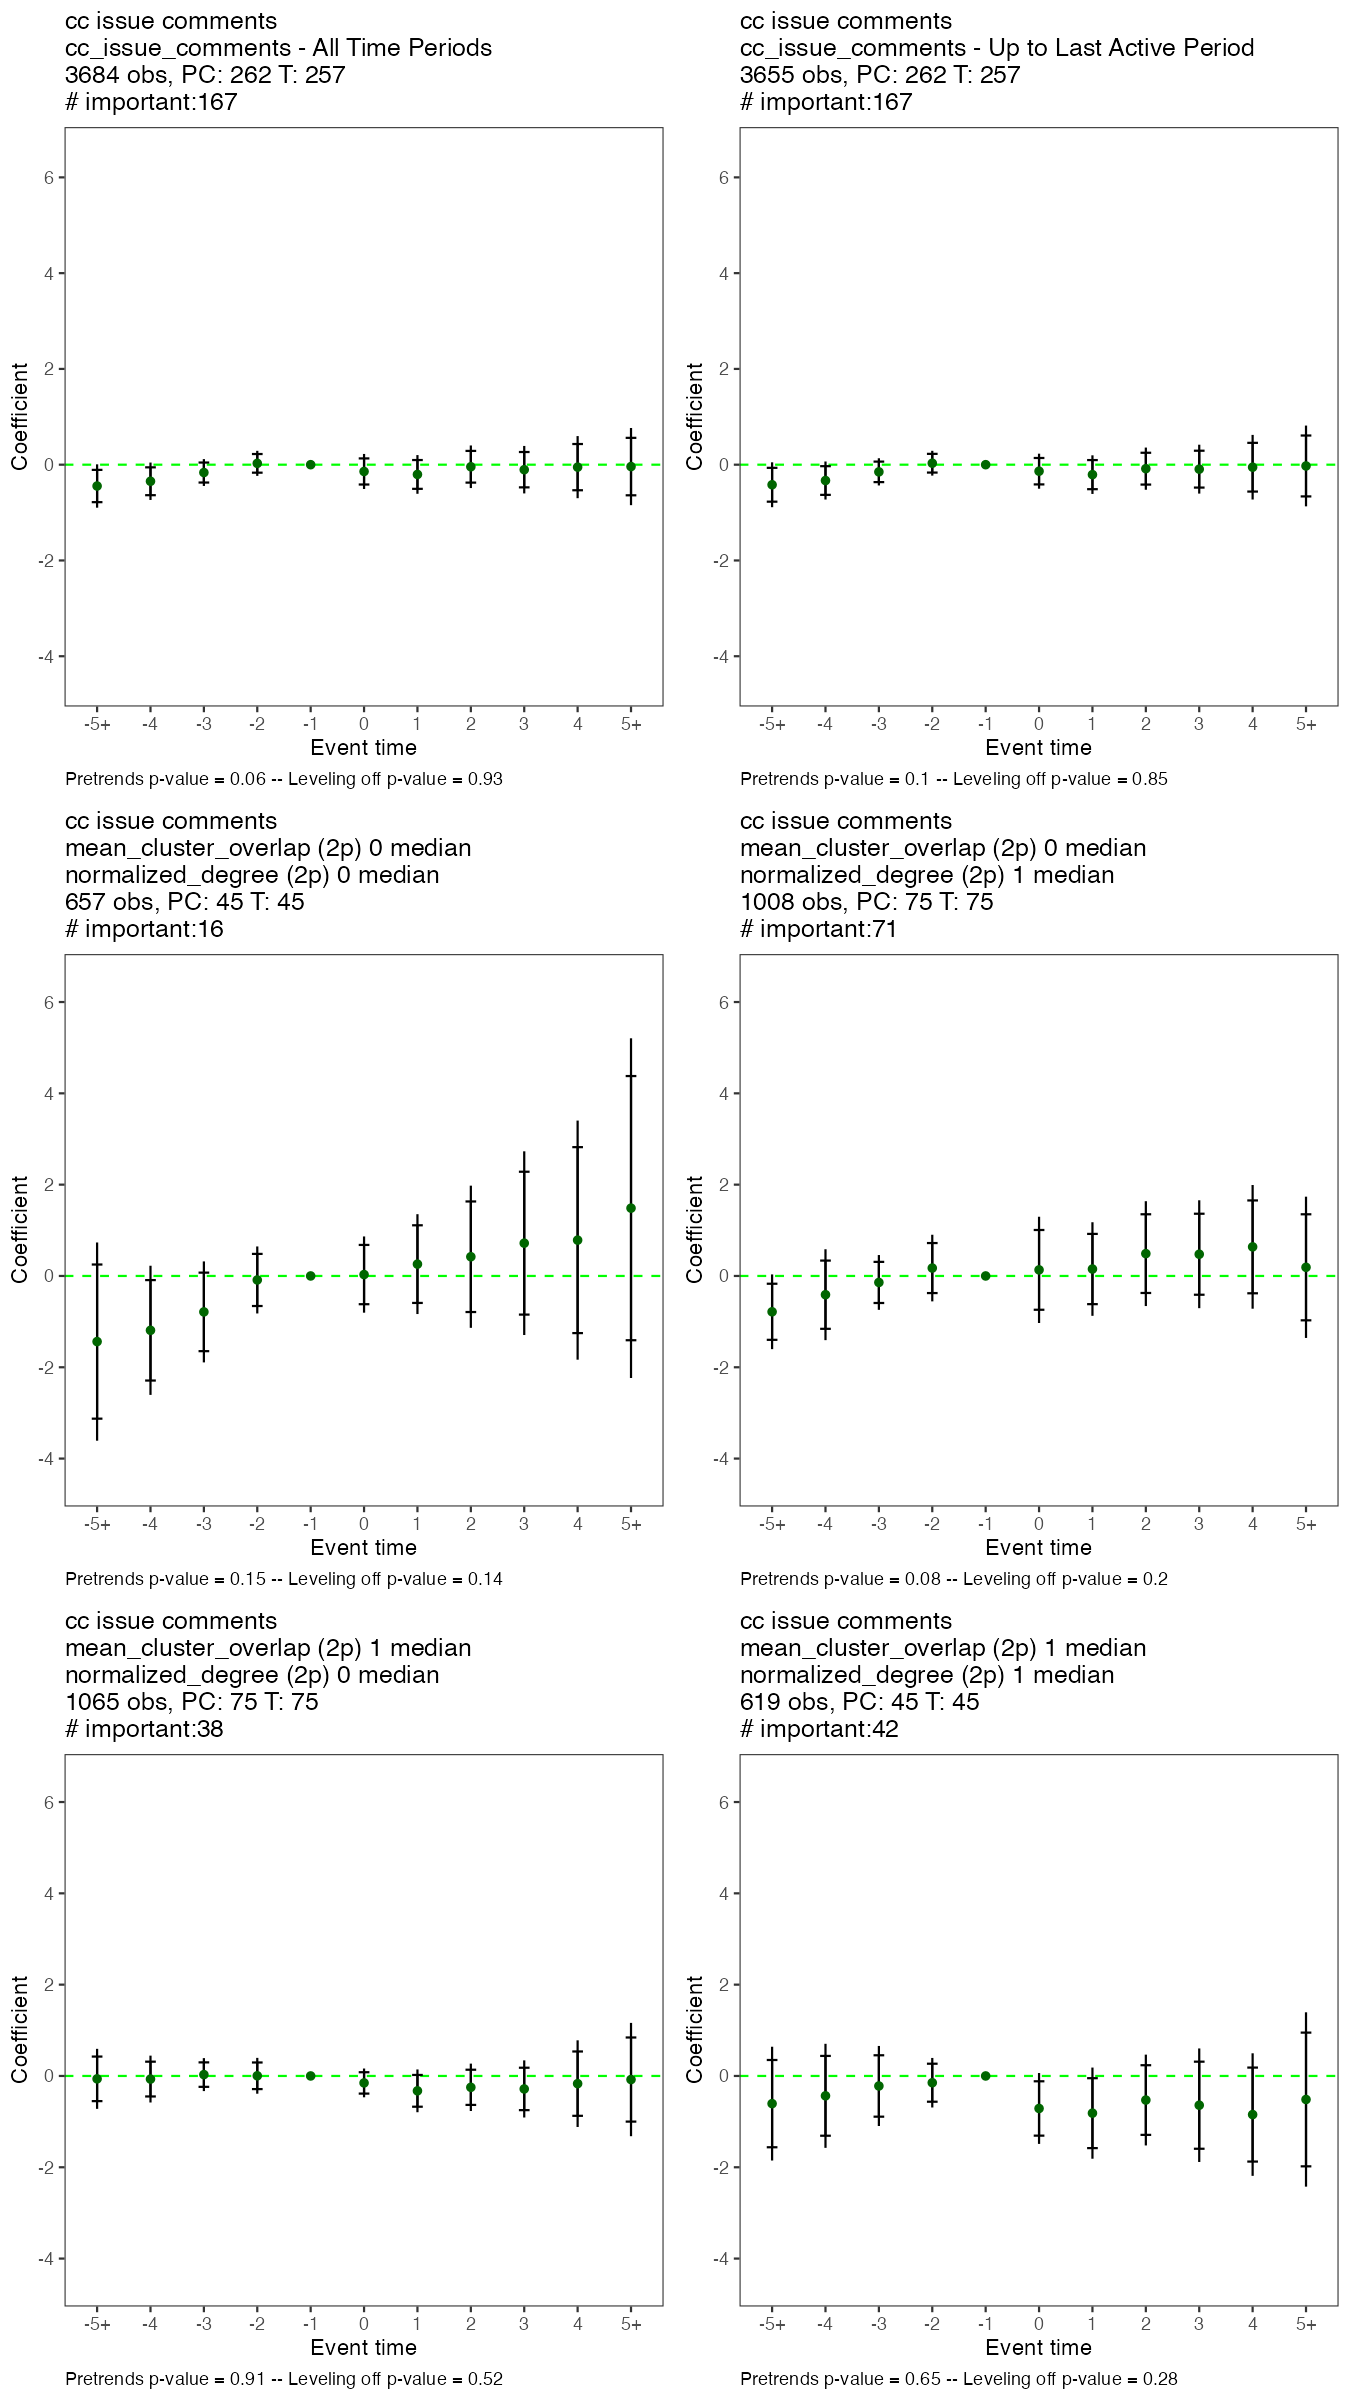 cc issue comments
cc_issue_comments - All Time Periods
3684 obs, PC: 262 T: 257
# important:167
6
4
2
0
-2
-4
Coefficient
-5+ -4 -3 -2 -1 0 1 2 3 4 5+
Event time
Pretrends p-value = 0.06 -- Leveling off p-value = 0.93
cc issue comments
cc_issue_comments - Up to Last Active Period
3655 obs, PC: 262 T: 257
# important:167
6
4
2
0
-2
-4
Coefficient
-5+ -4 -3 -2 -1 0 1 2 3 4 5+
Event time
Pretrends p-value = 0.1 -- Leveling off p-value = 0.85
cc issue comments
mean_cluster_overlap (2p) 0 median
normalized_degree (2p) 0 median
657 obs, PC: 45 T: 45
# important:16
6
4
2
0
-2
-4
Coefficient
-5+ -4 -3 -2 -1 0 1 2 3 4 5+
Event time
Pretrends p-value = 0.15 -- Leveling off p-value = 0.14
cc issue comments
mean_cluster_overlap (2p) 0 median
normalized_degree (2p) 1 median
1008 obs, PC: 75 T: 75
# important:71
6
4
2
0
-2
-4
Coefficient
-5+ -4 -3 -2 -1 0 1 2 3 4 5+
Event time
Pretrends p-value = 0.08 -- Leveling off p-value = 0.2
cc issue comments
mean_cluster_overlap (2p) 1 median
normalized_degree (2p) 0 median
1065 obs, PC: 75 T: 75
# important:38
6
4
2
0
-2
-4
Coefficient
-5+ -4 -3 -2 -1 0 1 2 3 4 5+
Event time
Pretrends p-value = 0.91 -- Leveling off p-value = 0.52
cc issue comments
mean_cluster_overlap (2p) 1 median
normalized_degree (2p) 1 median
619 obs, PC: 45 T: 45
# important:42
6
4
2
0
-2
-4
Coefficient
-5+ -4 -3 -2 -1 0 1 2 3 4 5+
Event time
Pretrends p-value = 0.65 -- Leveling off p-value = 0.28